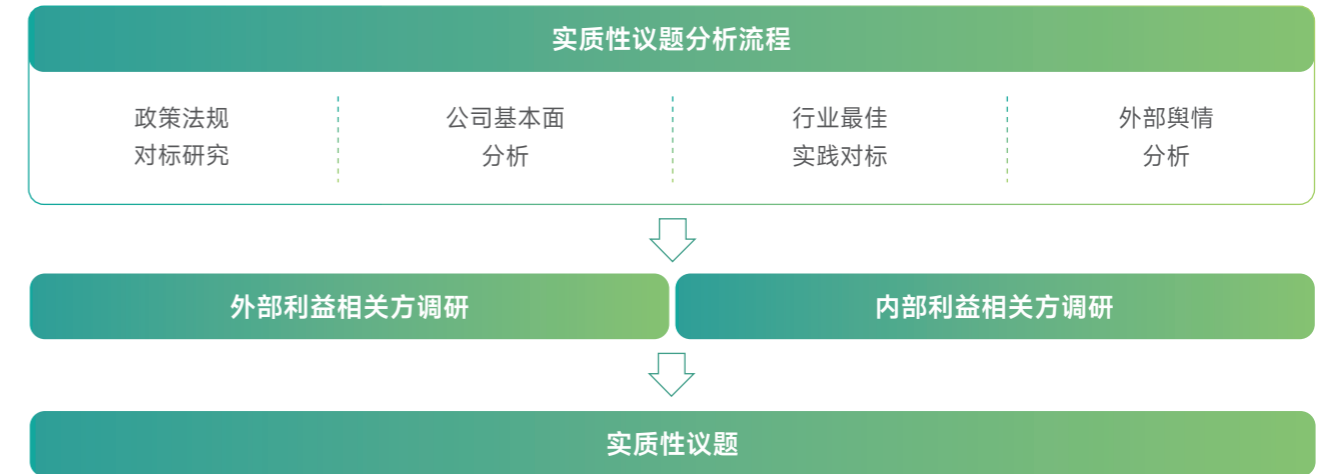 实质性议题分析流程
政策法规
对标研究
公司基本面
分析
行业最佳
实践对标
外部舆情
分析
外部利益相关方调研
内部利益相关方调研
实质性议题